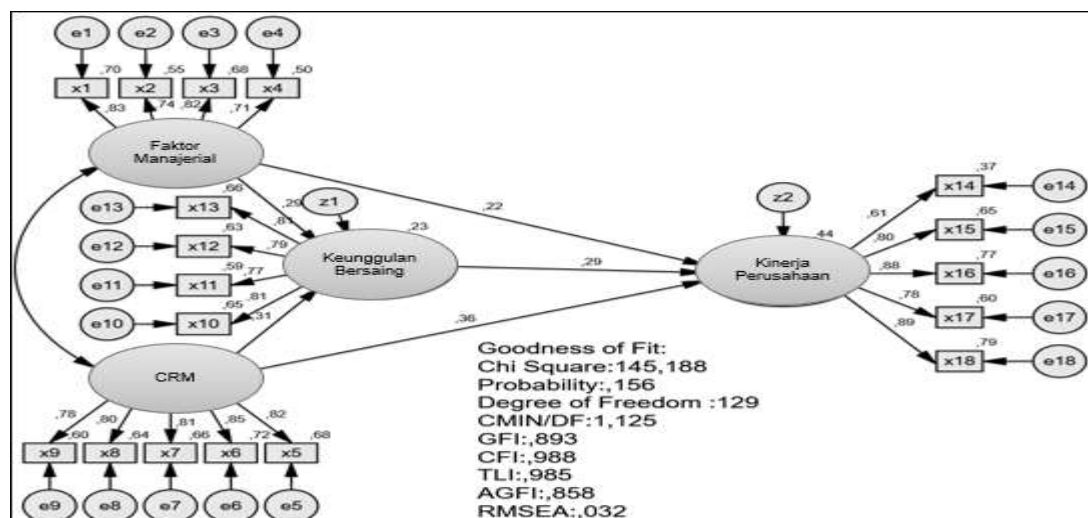 e1 e2 e3 e4
,70 ,55 ,68 ,50
x1 x2 x3 x4
,83 ,74 ,82 ,71
Faktor
Manajerial
,66
e13 x13
,29
z1
,22
,81
,63
e12 x12
,79
,23
Keunggulan
Bersaing
,59
e11 x11
,77
,29
,65
,81
e10 x10
,31
,36
z2
,44
Kinerja
Perusahaan
,37
x14 e14
,61
,65
x15 e15
,80
,77
x16 e16
,88
,60
x17 e17
,78
,79
x18 e18
,89
CRM
,78 ,80 ,81 ,85 ,82
,60 ,64 ,66 ,72 ,68
x9 x8 x7 x6 x5
e9 e8 e7 e6 e5
Goodness of Fit:
Chi Square:145,188
Probability:,156
Degree of Freedom :129
CMIN/DF:1,125
GFI:,893
CFI:,988
TLI:,985
AGFI:,858
RMSEA:,032